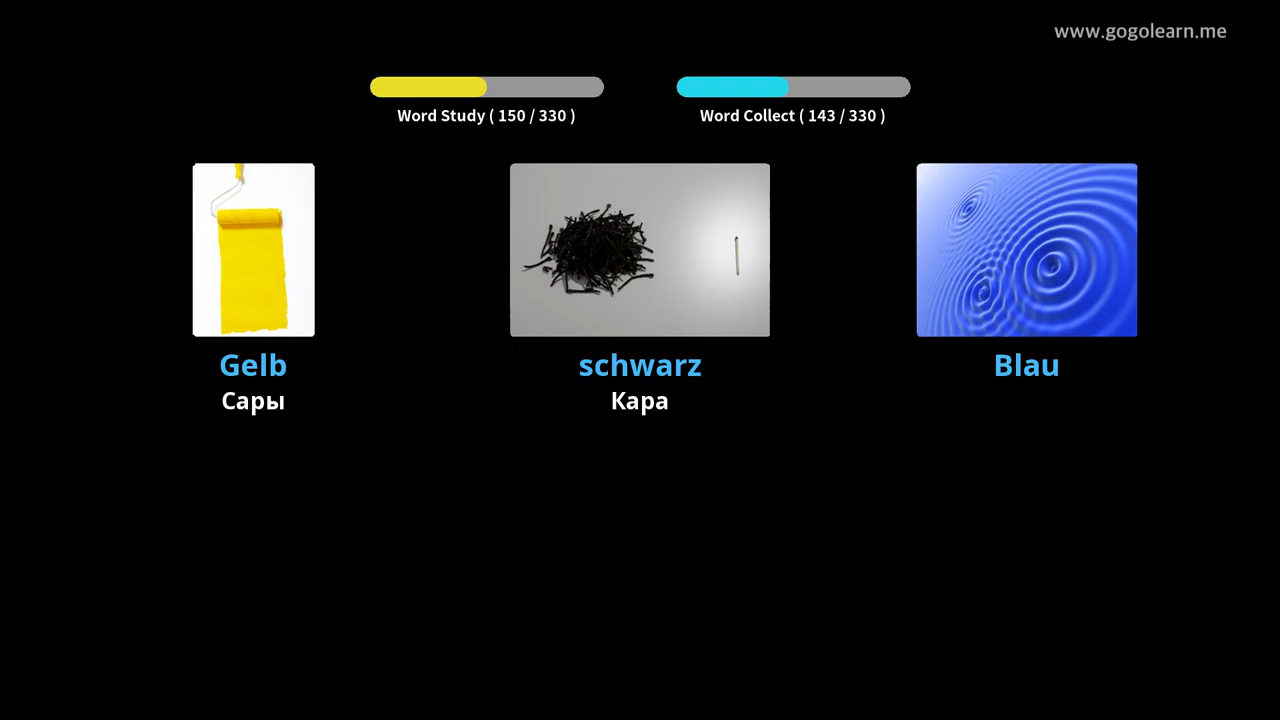 www.gogolearn.me
Word Study ( 150 / 330 )
Word Collect ( 143 / 330 )
Gelb
Сары
schwarz
Кара
Blau